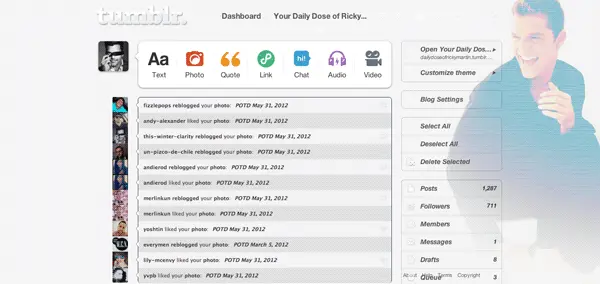 tumblr.
Dashboard
Your Daily Dose of Ricky...
Text
Photo
Quote
Link
Chat
Audio
Video
Aa
hi!
fizzlepops reblogged your photo: POTD May 31, 2012
andy-alexander liked your photo: POTD May 31, 2012
this-winter-clarity reblogged your photo: POTD May 31, 2012
un-pizco-de-chile reblogged your photo: POTD May 31, 2012
andierod reblogged your photo: POTD May 31, 2012
andierod liked your photo: POTD May 31, 2012
merlinkun reblogged your photo: POTD May 31, 2012
merlinkun liked your photo: POTD May 31, 2012
yoshtin liked your photo: POTD May 31, 2012
xverymen reblogged your photo: POTD March 5, 2012
lily-mcenvy liked your photo: POTD May 31, 2012
yvpb liked your photo: POTD May 31, 2012
Open Your Daily Dos...
dailydoseofrickymartin.tumblr....
Customize theme
Blog Settings
Select All
Deselect All
Delete Selected
Posts 1,287
Followers 711
Members
Messages 1
Drafts 8
Queue 3
About Help Terms Copyright